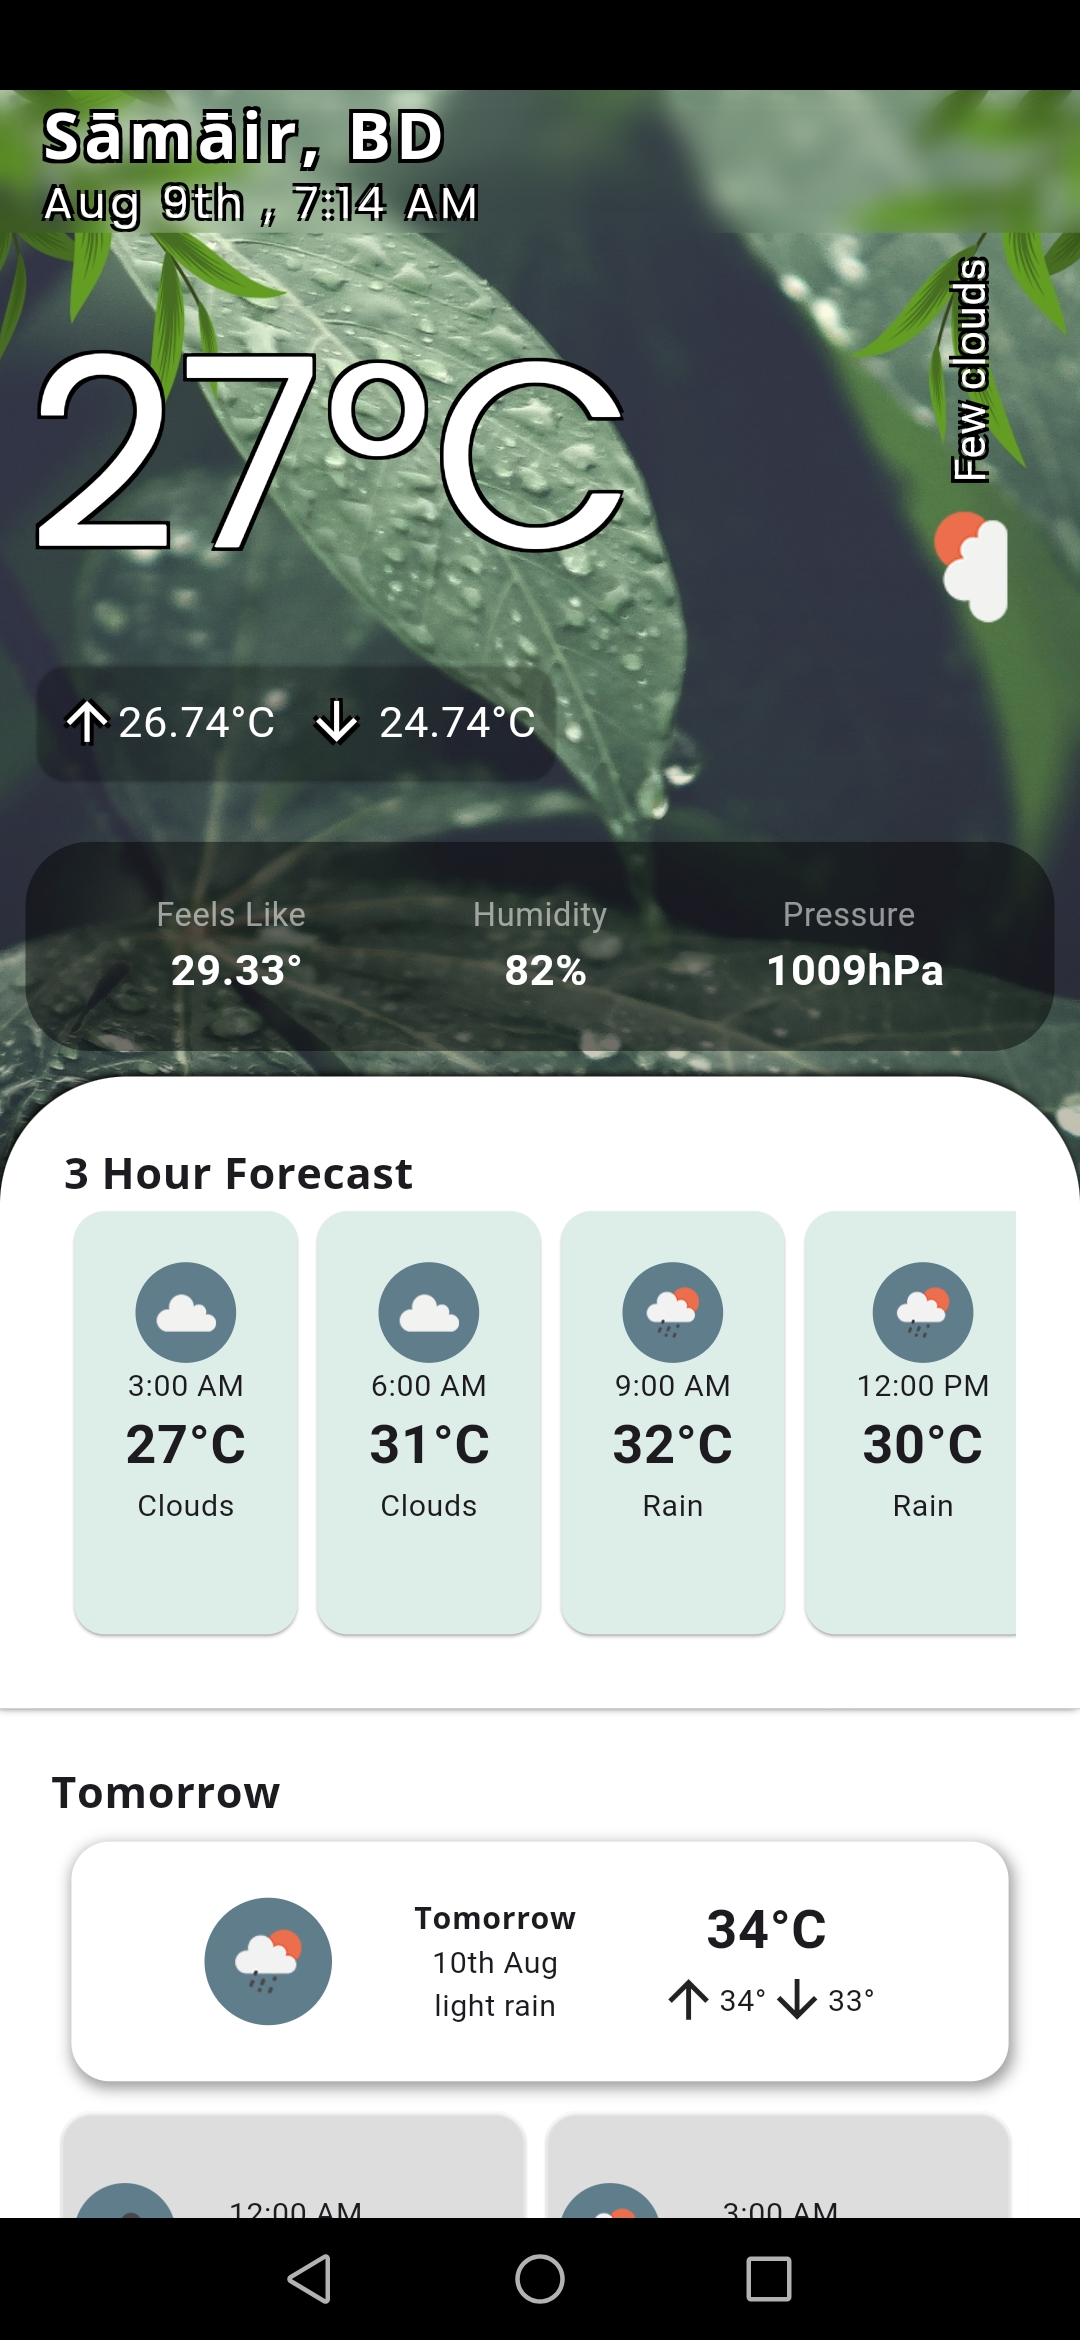 Sāmāir, BD
Aug 9th , 7:14 AM
Few clouds
27°C
26.74°C 24.74°C
Feels Like Humidity Pressure
29.33° 82% 1009hPa
3 Hour Forecast
3:00 AM 6:00 AM 9:00 AM 12:00 PM
27°C 31°C 32°C 30°C
Clouds Clouds Rain Rain
Tomorrow
Tomorrow 34°C
10th Aug
light rain 34° 33°
12:00 AM 3:00 AM